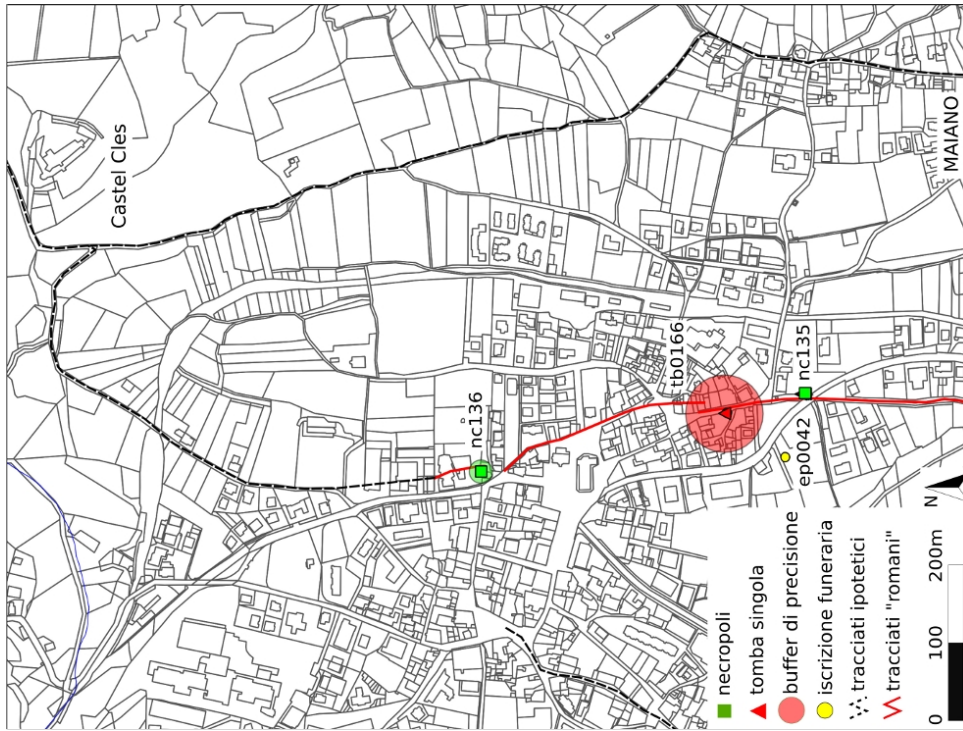 Castel Cles
nc136
tb0166
nc135
ep0042
MAIANO
N
necropoli
tomba singola
buffer di precisione
iscrizione funeraria
tracciati ipotetici
tracciati "romani"
0 100 200m